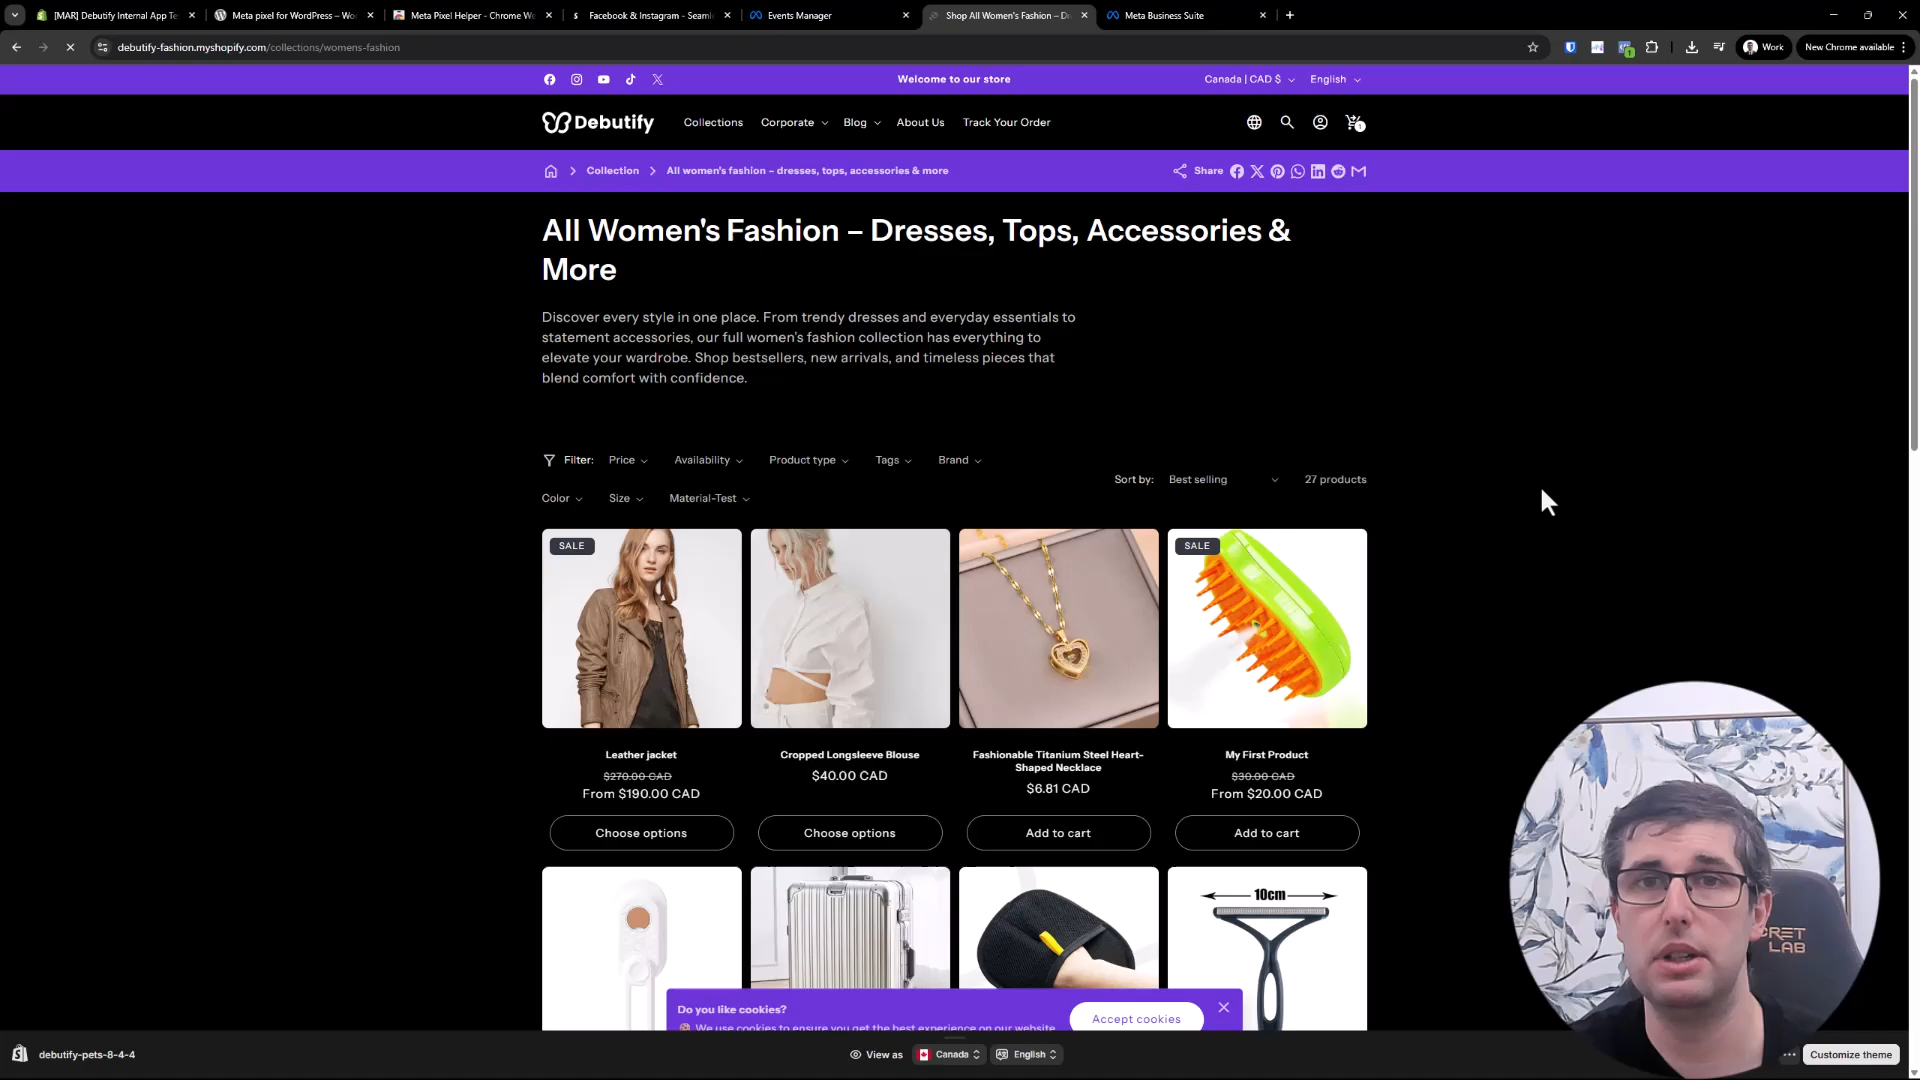 [MAR] Debutify Internal App Te
Meta pixel for WordPress – Wo
Meta Pixel Helper - Chrome We
Facebook & Instagram - Seaml
Events Manager
Shop All Women's Fashion – Dr
Meta Business Suite
debutify-fashion.myshopify.com/collections/womens-fashion
1
Work
New Chrome available
Welcome to our store
Canada | CAD $
English
Debutify
Collections
Corporate
Blog
About Us
Track Your Order
1
Collection
All women's fashion – dresses, tops, accessories & more
Share
All Women's Fashion – Dresses, Tops, Accessories &
More
Discover every style in one place. From trendy dresses and everyday essentials to
statement accessories, our full women's fashion collection has everything to
elevate your wardrobe. Shop bestsellers, new arrivals, and timeless pieces that
blend comfort with confidence.
Filter:
Price
Availability
Product type
Tags
Brand
Color
Size
Material-Test
Sort by:
Best selling
27 products
SALE
SALE
Leather jacket
$270.00 CAD
From $190.00 CAD
Choose options
Cropped Longsleeve Blouse
$40.00 CAD
Choose options
Fashionable Titanium Steel Heart-
Shaped Necklace
$6.81 CAD
Add to cart
My First Product
$30.00 CAD
From $20.00 CAD
Add to cart
10cm
Do you like cookies?
We use cookies to ensure you get the best experience on our website.
Accept cookies
CRET
LAB
debutify-pets-8-4-4
View as
Canada
English
Customize theme